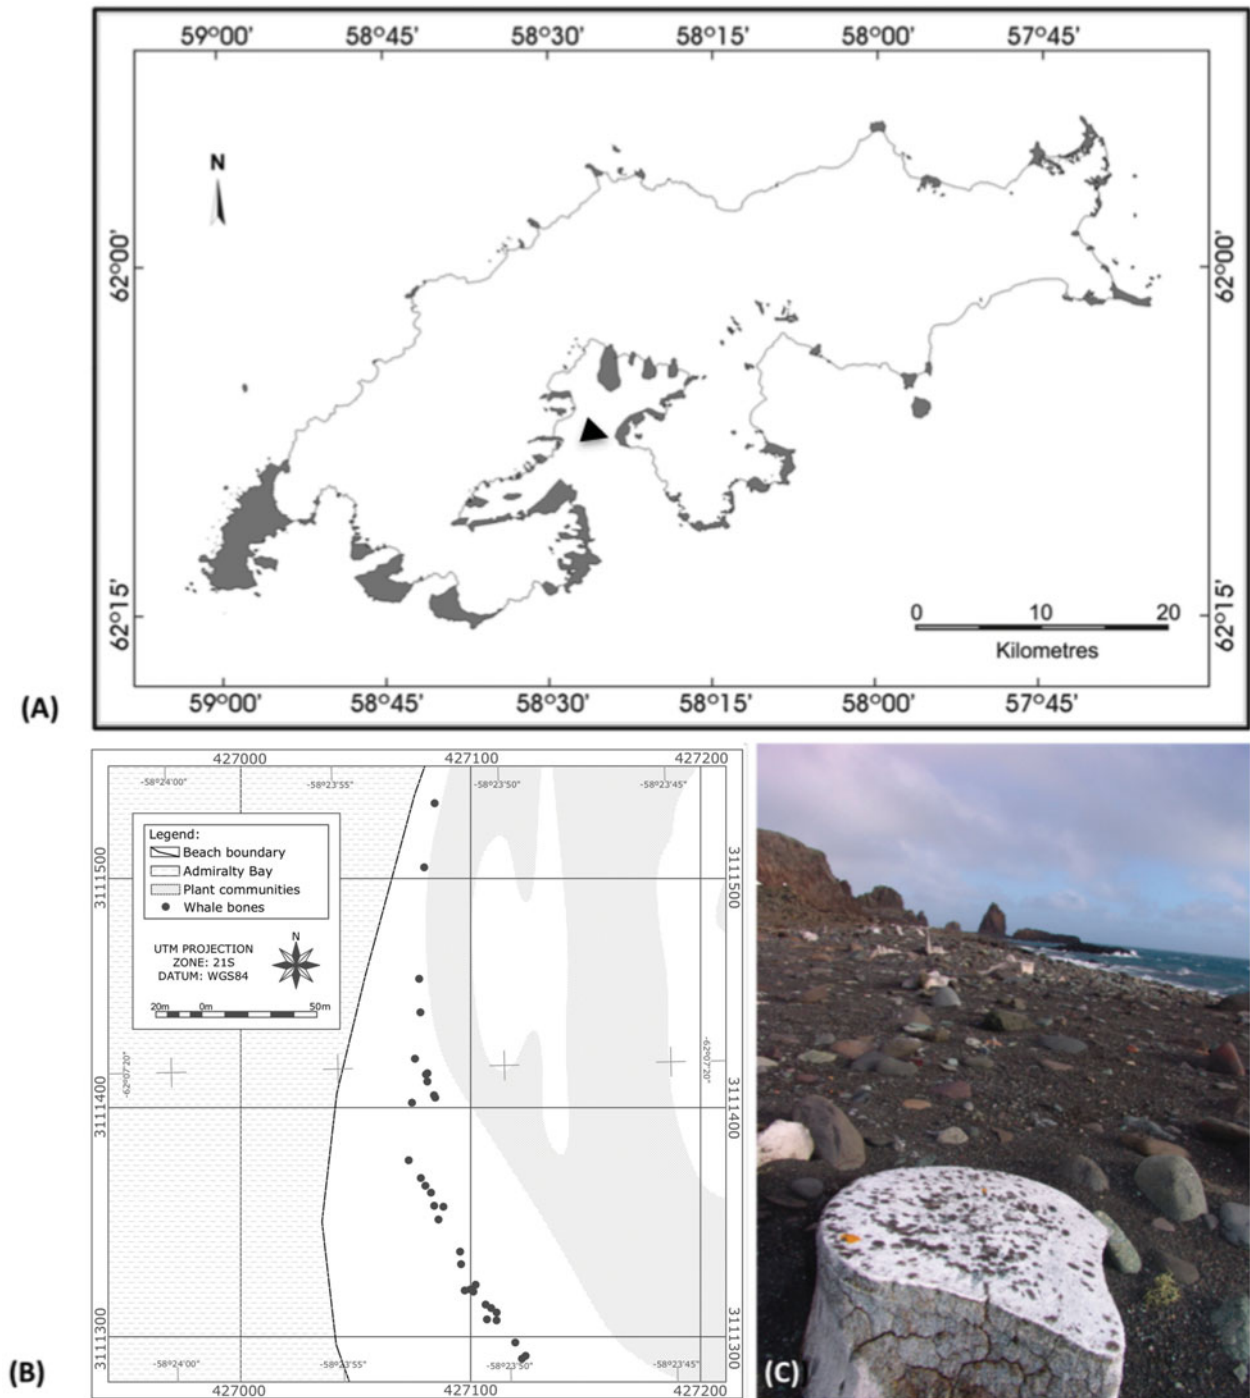 59°00' 58°45' 58°30' 58°15' 58°00' 57°45'
N
62°00' 62°00'
62°15' 62°15'
0 10 20
Kilometres
59°00' 58°45' 58°30' 58°15' 58°00' 57°45'
(A)
427000 427100 427200
-58°24'00" -58°23'55" -58°23'50" -58°23'45"
Legend:
Beach boundary
Admiralty Bay
Plant communities
Whale bones
3111500 3111500
N
UTM PROJECTION
ZONE: 21S
DATUM: WGS84
20m 0m 50m
-62°07'20" -62°07'20"
3111400 3111400
3111300 3111300
-58°24'00" -58°23'55" -58°23'50" -58°23'45"
427000 427100 427200
(B)
(C)